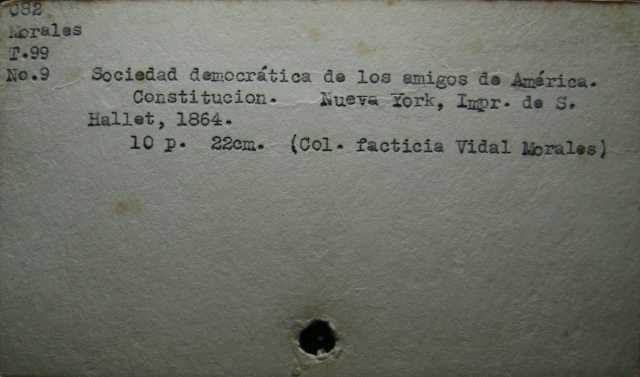 082
Morales
T.99
No.9 Sociedad democrática de los amigos de América.
Constitucion. Nueva York, Impr. de S.
Hallet, 1864.
10 p. 22cm. (Col. facticia Vidal Morales)